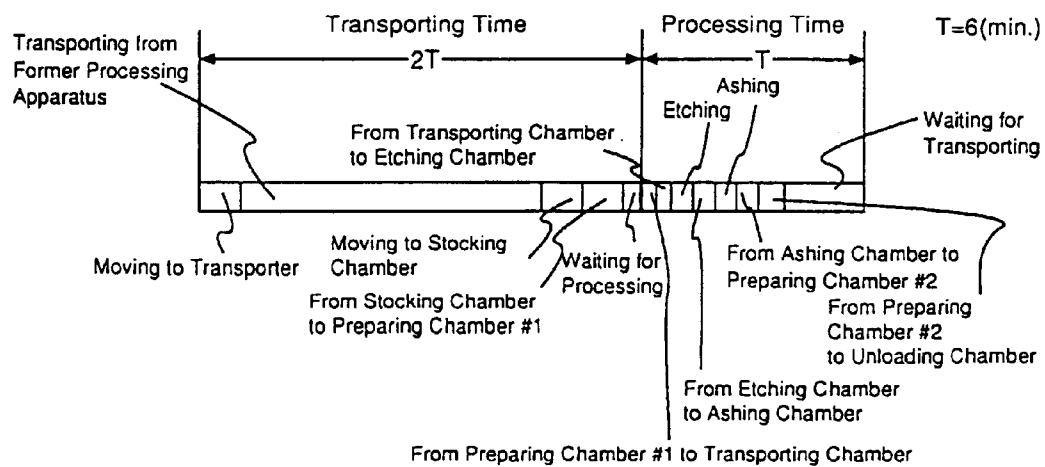 Transporting Time
Processing Time
T=6(min.)
Transporting from
Former Processing
Apparatus
2T
T
Ashing
Etching
Waiting for
Transporting
From Transporting Chamber
to Etching Chamber
Moving to Transporter
Moving to Stocking
Chamber
From Stocking Chamber
to Preparing Chamber #1
Waiting for
Processing
From Ashing Chamber to
Preparing Chamber #2
From Preparing
Chamber #2
to Unloading Chamber
From Etching Chamber
to Ashing Chamber
From Preparing Chamber #1 to Transporting Chamber